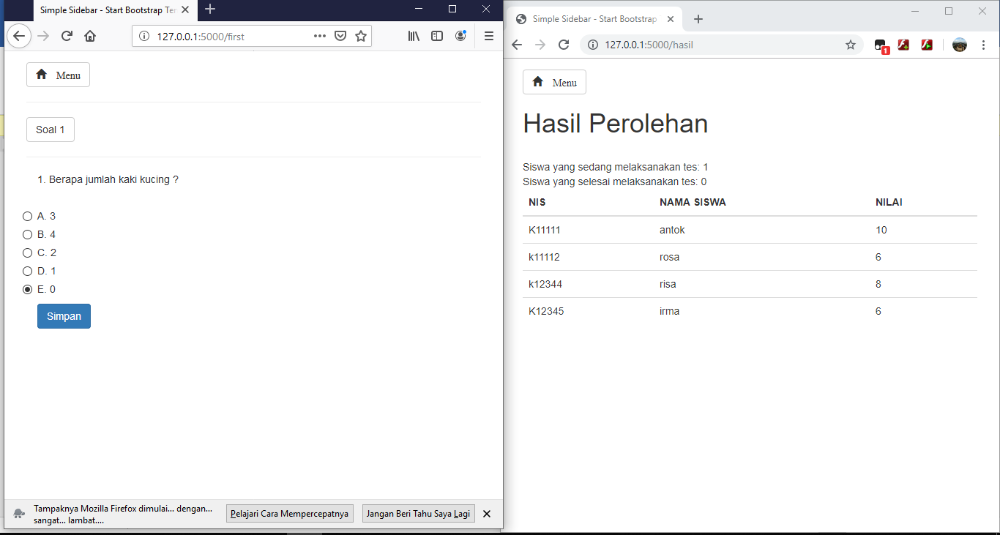 Simple Sidebar - Start Bootstrap Ter
127.0.0.1:5000/first
Menu
Soal 1
1. Berapa jumlah kaki kucing ?
A. 3
B. 4
C. 2
D. 1
E. 0
Simpan
Tampaknya Mozilla Firefox dimulai... dengan...
sangat... lambat....
Pelajari Cara Mempercepatnya
Jangan Beri Tahu Saya Lagi
Simple Sidebar - Start Bootstrap
127.0.0.1:5000/hasil
1
Menu
Hasil Perolehan
Siswa yang sedang melaksanakan tes: 1
Siswa yang selesai melaksanakan tes: 0
NIS NAMA SISWA NILAI
K11111 antok 10
k11112 rosa 6
k12344 risa 8
K12345 irma 6